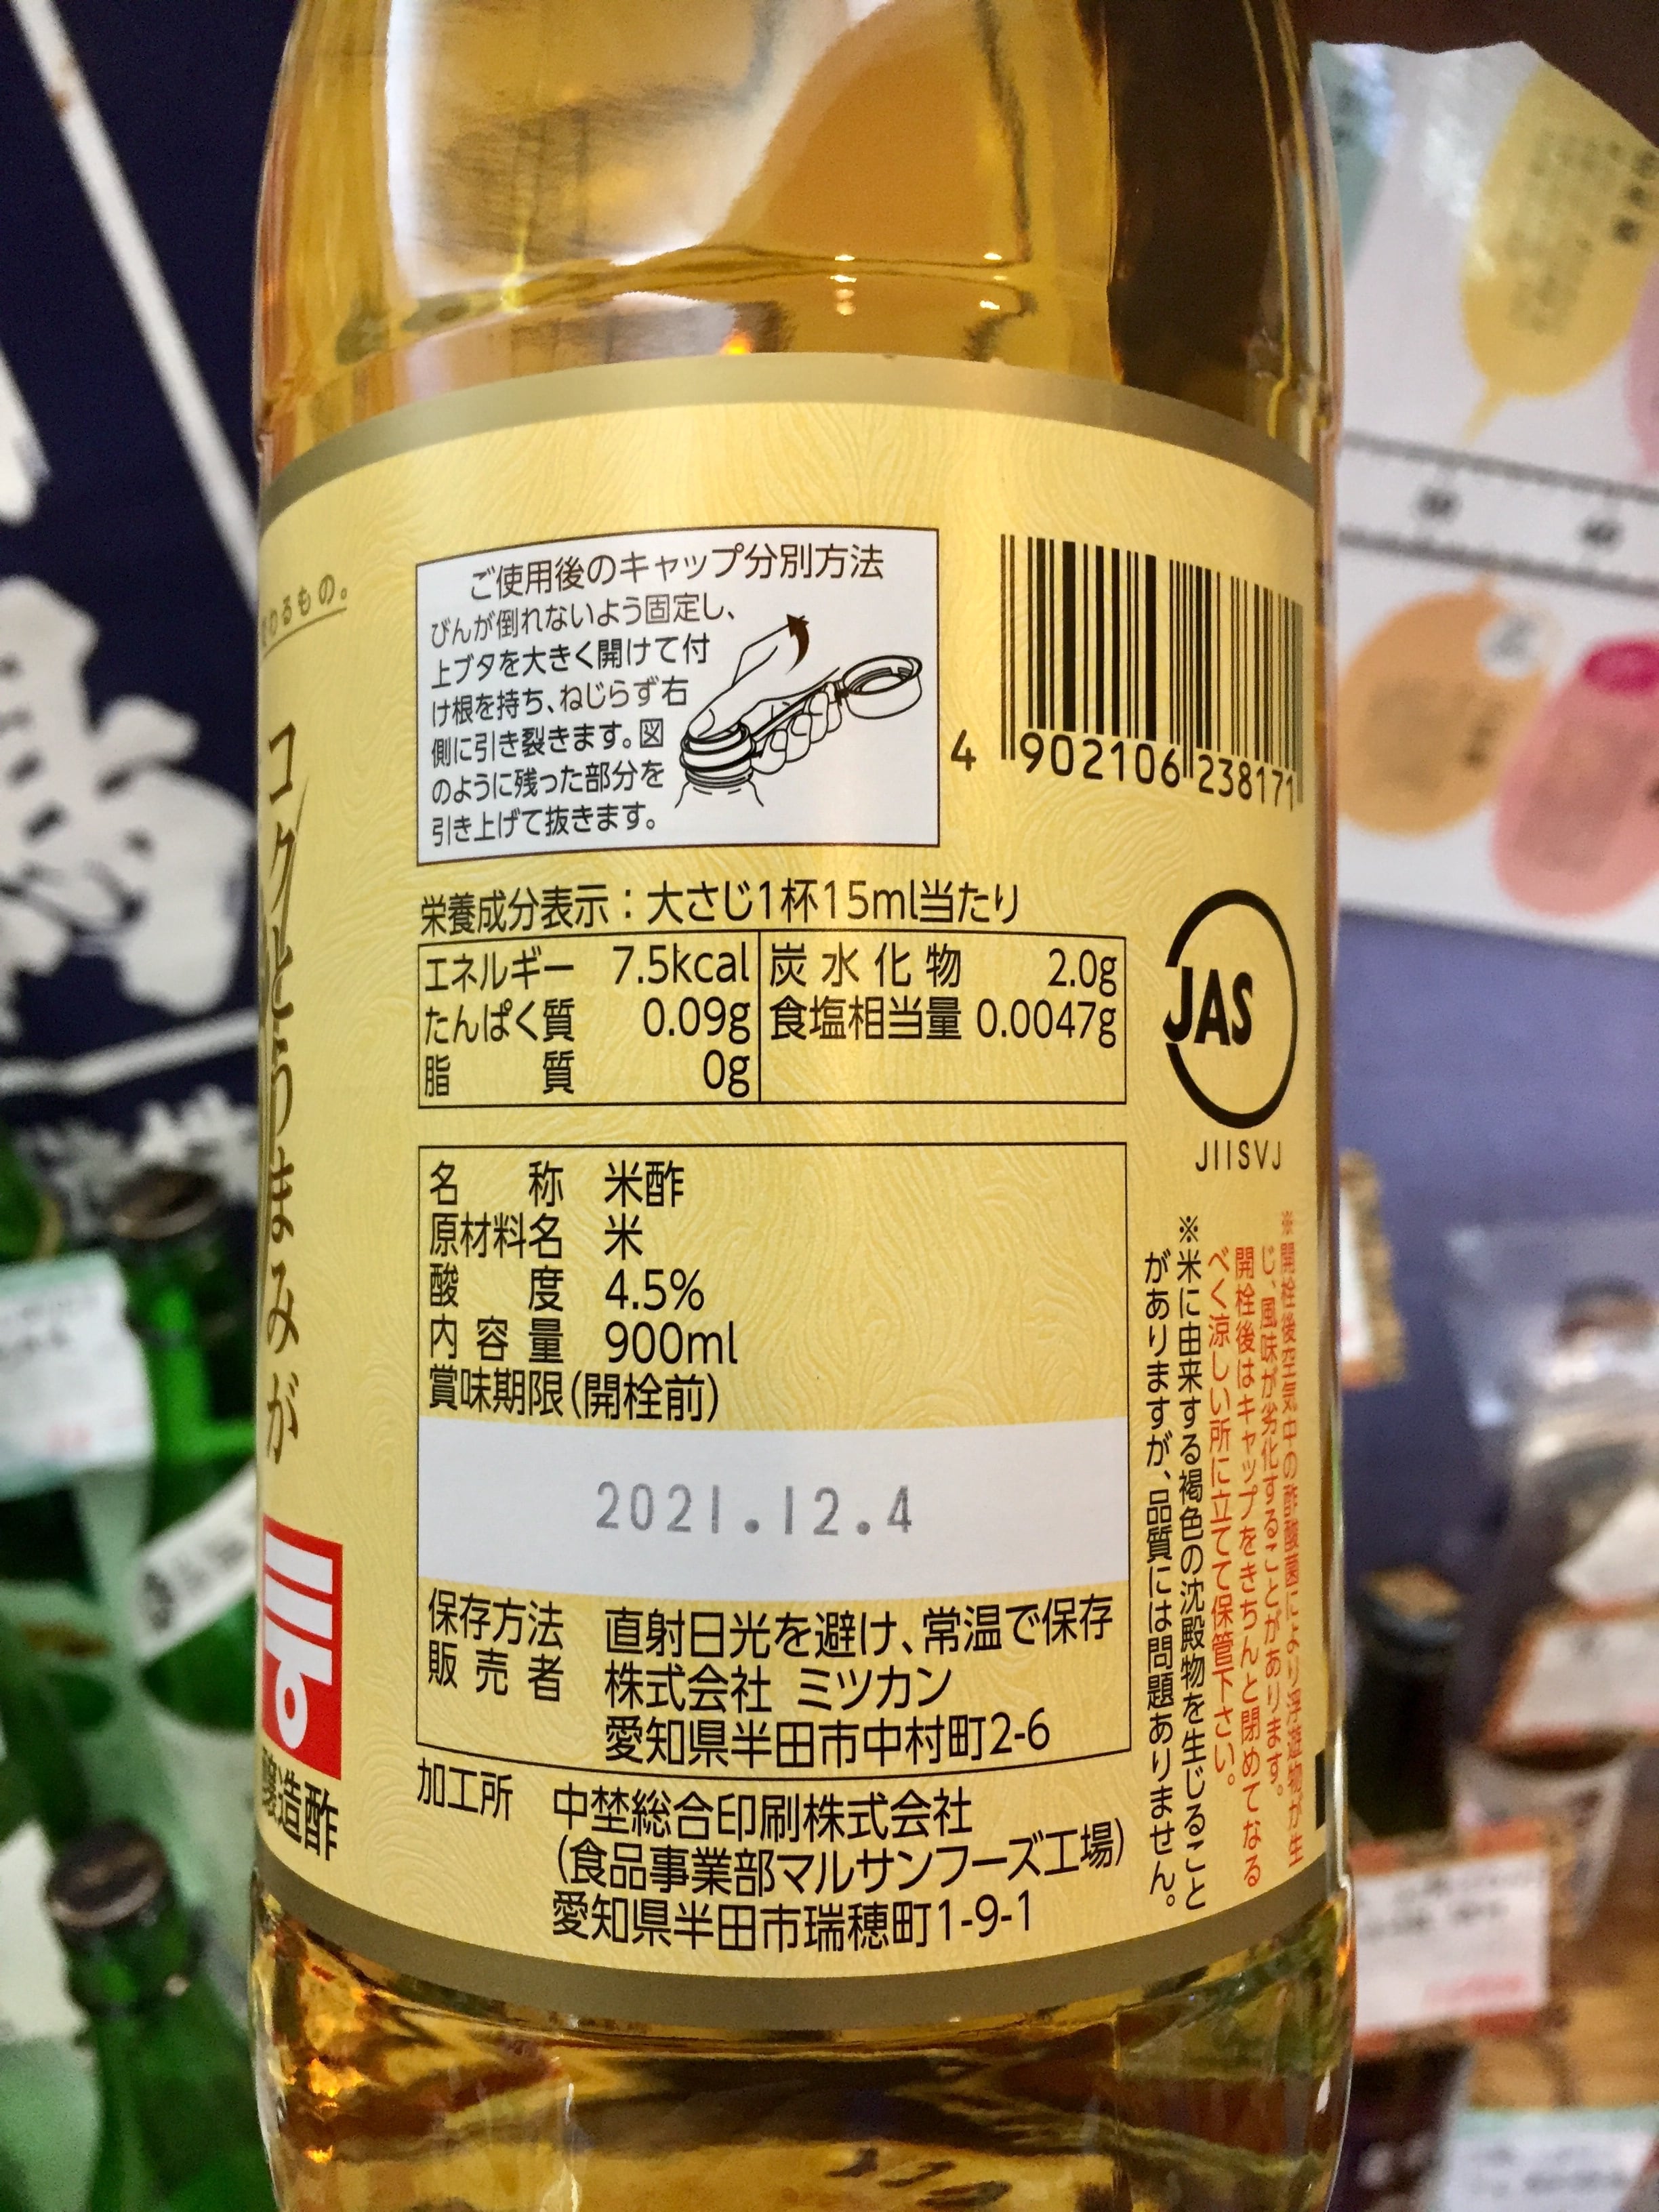 わるもの。
コクとうまみが
醸造酢
ご使用後のキャップ分別方法
びんが倒れないよう固定し、
上ブタを大きく開けて付
け根を持ち、ねじらず右
側に引き裂きます。図
のように残った部分を
引き上げて抜きます。
4 902106 238171
栄養成分表示：大さじ1杯15ml当たり
エネルギー 7.5kcal 炭水化物 2.0g
たんぱく質 0.09g 食塩相当量 0.0047g
脂質 0g
JAS
JIISVJ
名称 米酢
原材料名 米
酸度 4.5%
内容量 900ml
賞味期限(開栓前)
2021.12.4
保存方法 直射日光を避け、常温で保存
販売者 株式会社 ミツカン
愛知県半田市中村町2-6
加工所 中埜総合印刷株式会社
(食品事業部マルサンフーズ工場)
愛知県半田市瑞穂町1-9-1
※開栓後空気中の酢酸菌により浮遊物が生
じ、風味が劣化することがあります。
開栓後はキャップをきちんと閉めてなる
べく涼しい所に立てて保管下さい。
※米に由来する褐色の沈殿物を生じること
がありますが、品質には問題ありません。